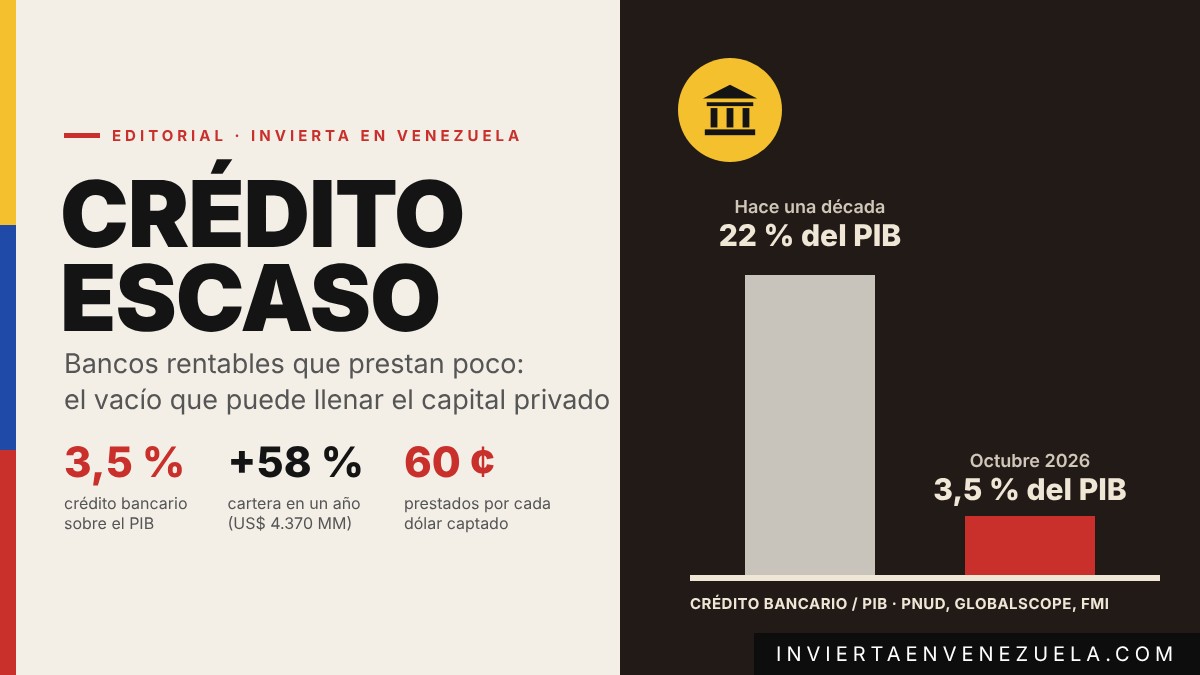 EDITORIAL · INVIERTA EN VENEZUELA
CRÉDITO
ESCASO
Bancos rentables que prestan poco:
el vacío que puede llenar el capital privado
3,5 %
crédito bancario
sobre el PIB
+58 %
cartera en un año
(US$ 4.370 MM)
60 ¢
prestados por cada
dólar captado
Hace una década
22 % del PIB
Octubre 2026
3,5 % del PIB
CRÉDITO BANCARIO / PIB · PNUD, GLOBALSCOPE, FMI
INVIERTAENVENEZUELA.COM